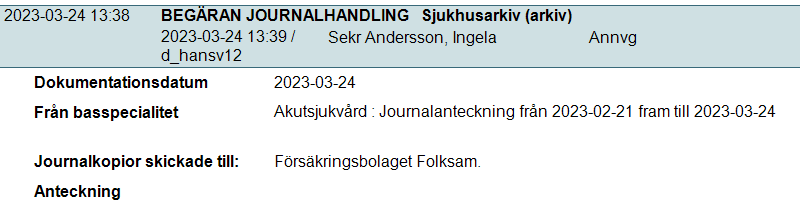 2023-03-24 13:38 BEGÄRAN JOURNALHANDLING Sjukhusarkiv (arkiv)
2023-03-24 13:39 / Sekr Andersson, Ingela Annvg
d_hansv12
Dokumentationsdatum 2023-03-24
Från basspecialitet Akutsjukvård : Journalanteckning från 2023-02-21 fram till 2023-03-24
Journalkopior skickade till: Försäkringsbolaget Folksam.
Anteckning